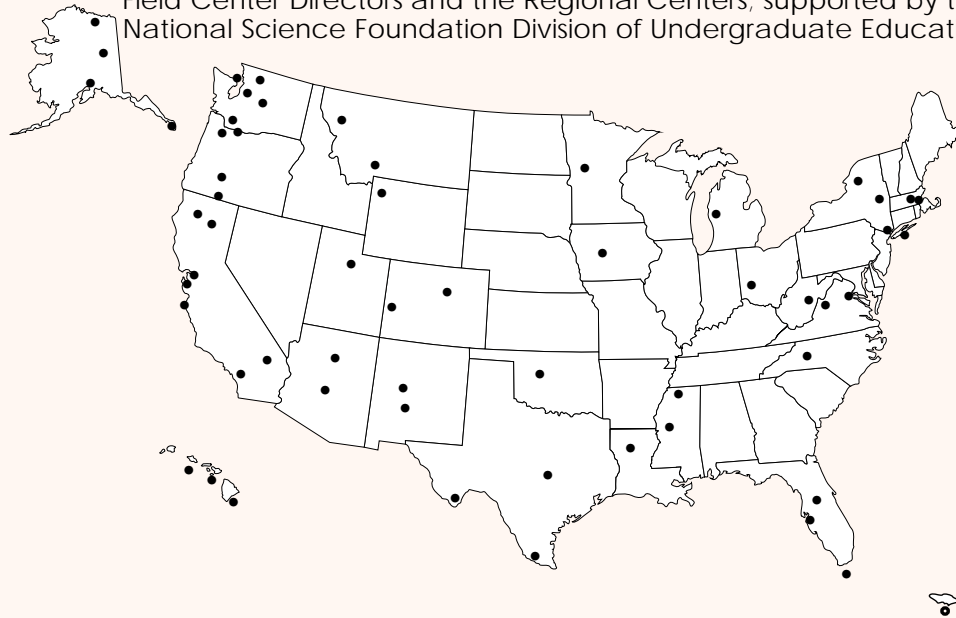 Field Center Directors and the Regional Centers, supported by t
National Science Foundation Division of Undergraduate Educat